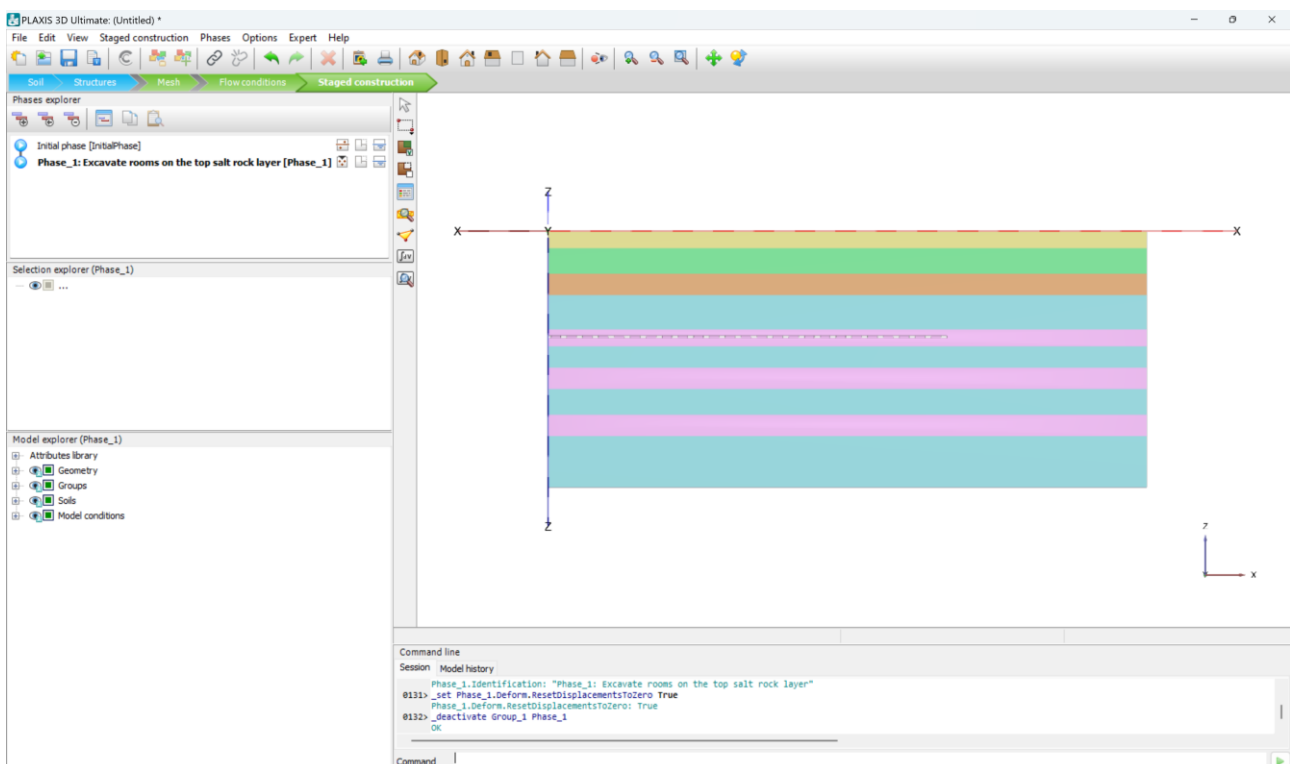 PLAXIS 3D Ultimate: (Untitled) *
File Edit View Staged construction Phases Options Expert Help
Soil Structures Mesh Flow conditions Staged construction
Phases explorer
Initial phase [InitialPhase]
Phase_1: Excavate rooms on the top salt rock layer [Phase_1]
Selection explorer (Phase_1)
...
Model explorer (Phase_1)
Attributes library
Geometry
Groups
Soils
Model conditions
Z
X Y X
Z
Z
X
Command line
Session Model history
Phase_1.Identification: "Phase_1: Excavate rooms on the top salt rock layer"
0131> _set Phase_1.Deform.ResetDisplacementsToZero True
Phase_1.Deform.ResetDisplacementsToZero: True
0132> _deactivate Group_1 Phase_1
OK
Command